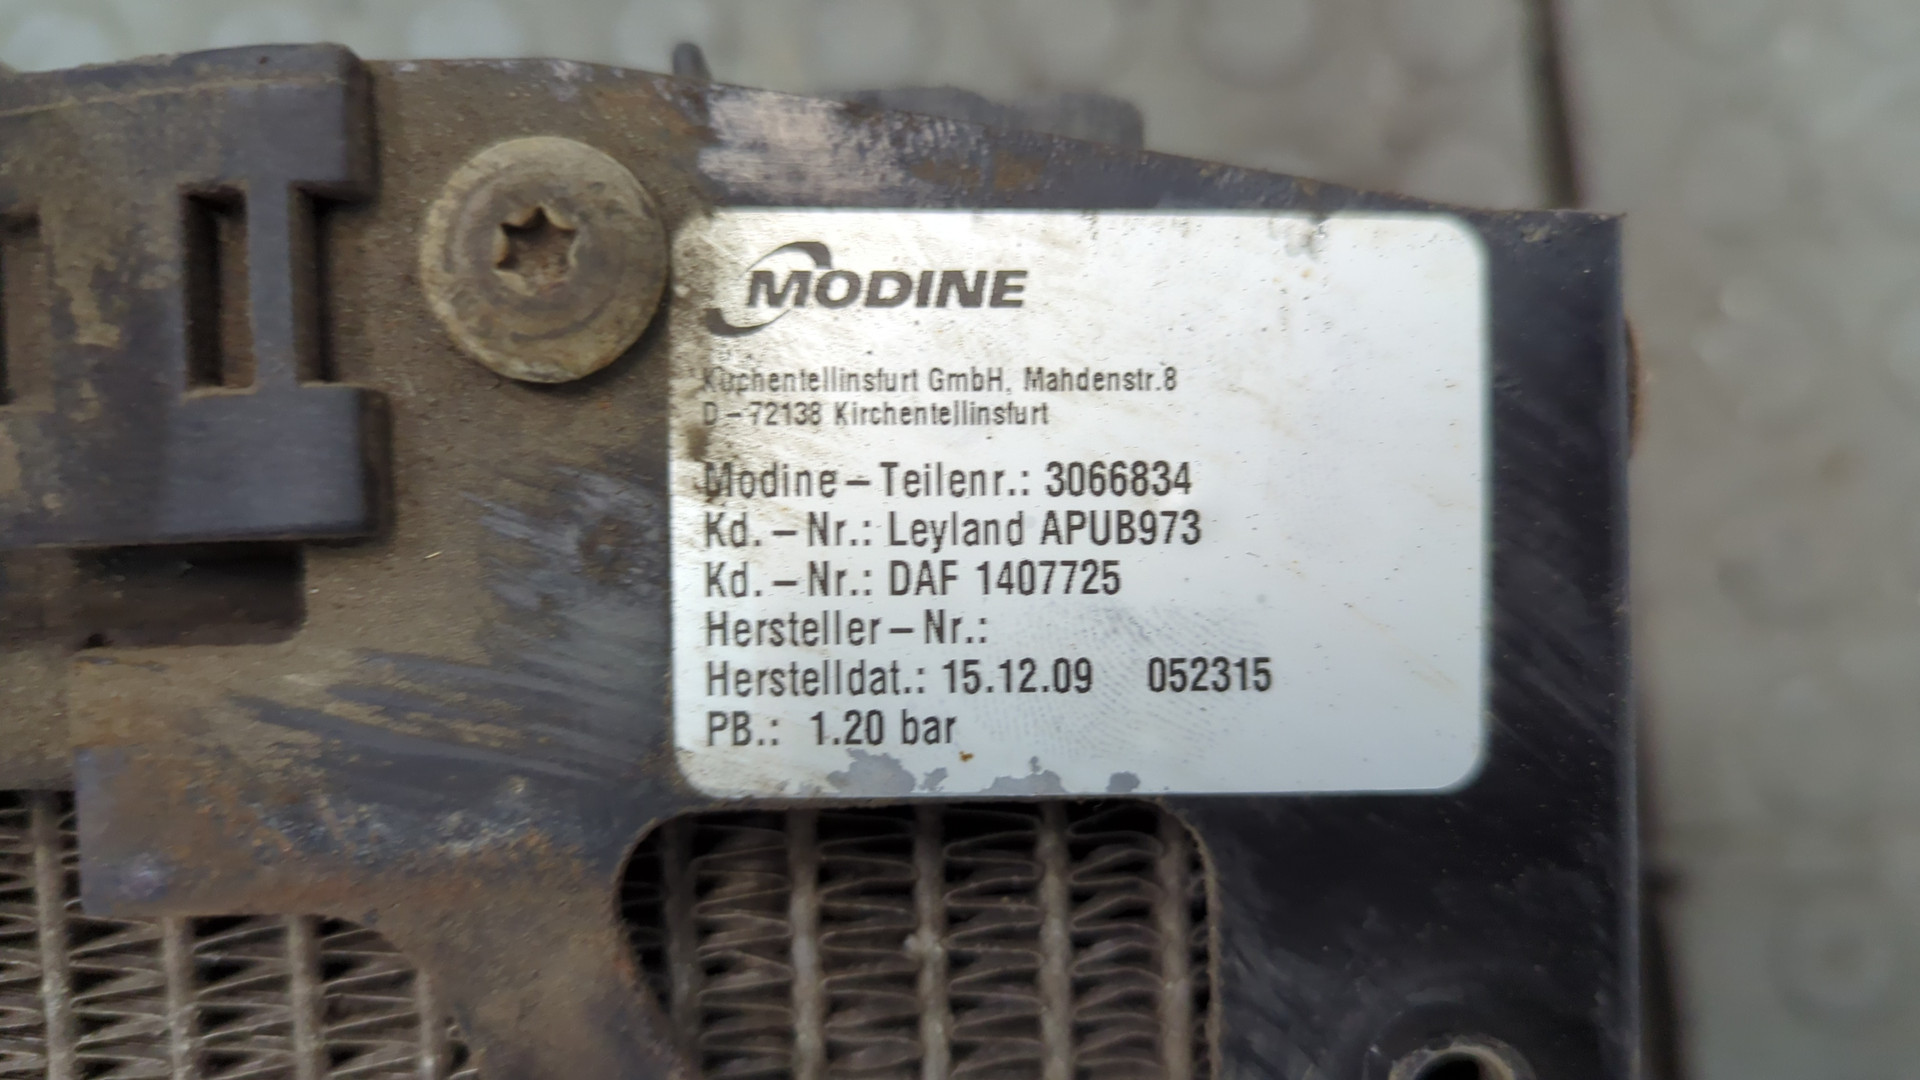 MODINE
Kirchentellinsfurt GmbH, Mahdenstr.8
D-72138 Kirchentellinsfurt
Modine-Teilenr.: 3066834
Kd.-Nr.: Leyland APUB973
Kd.-Nr.: DAF 1407725
Hersteller-Nr.:
Herstelldat.: 15.12.09 052315
PB.: 1.20 bar